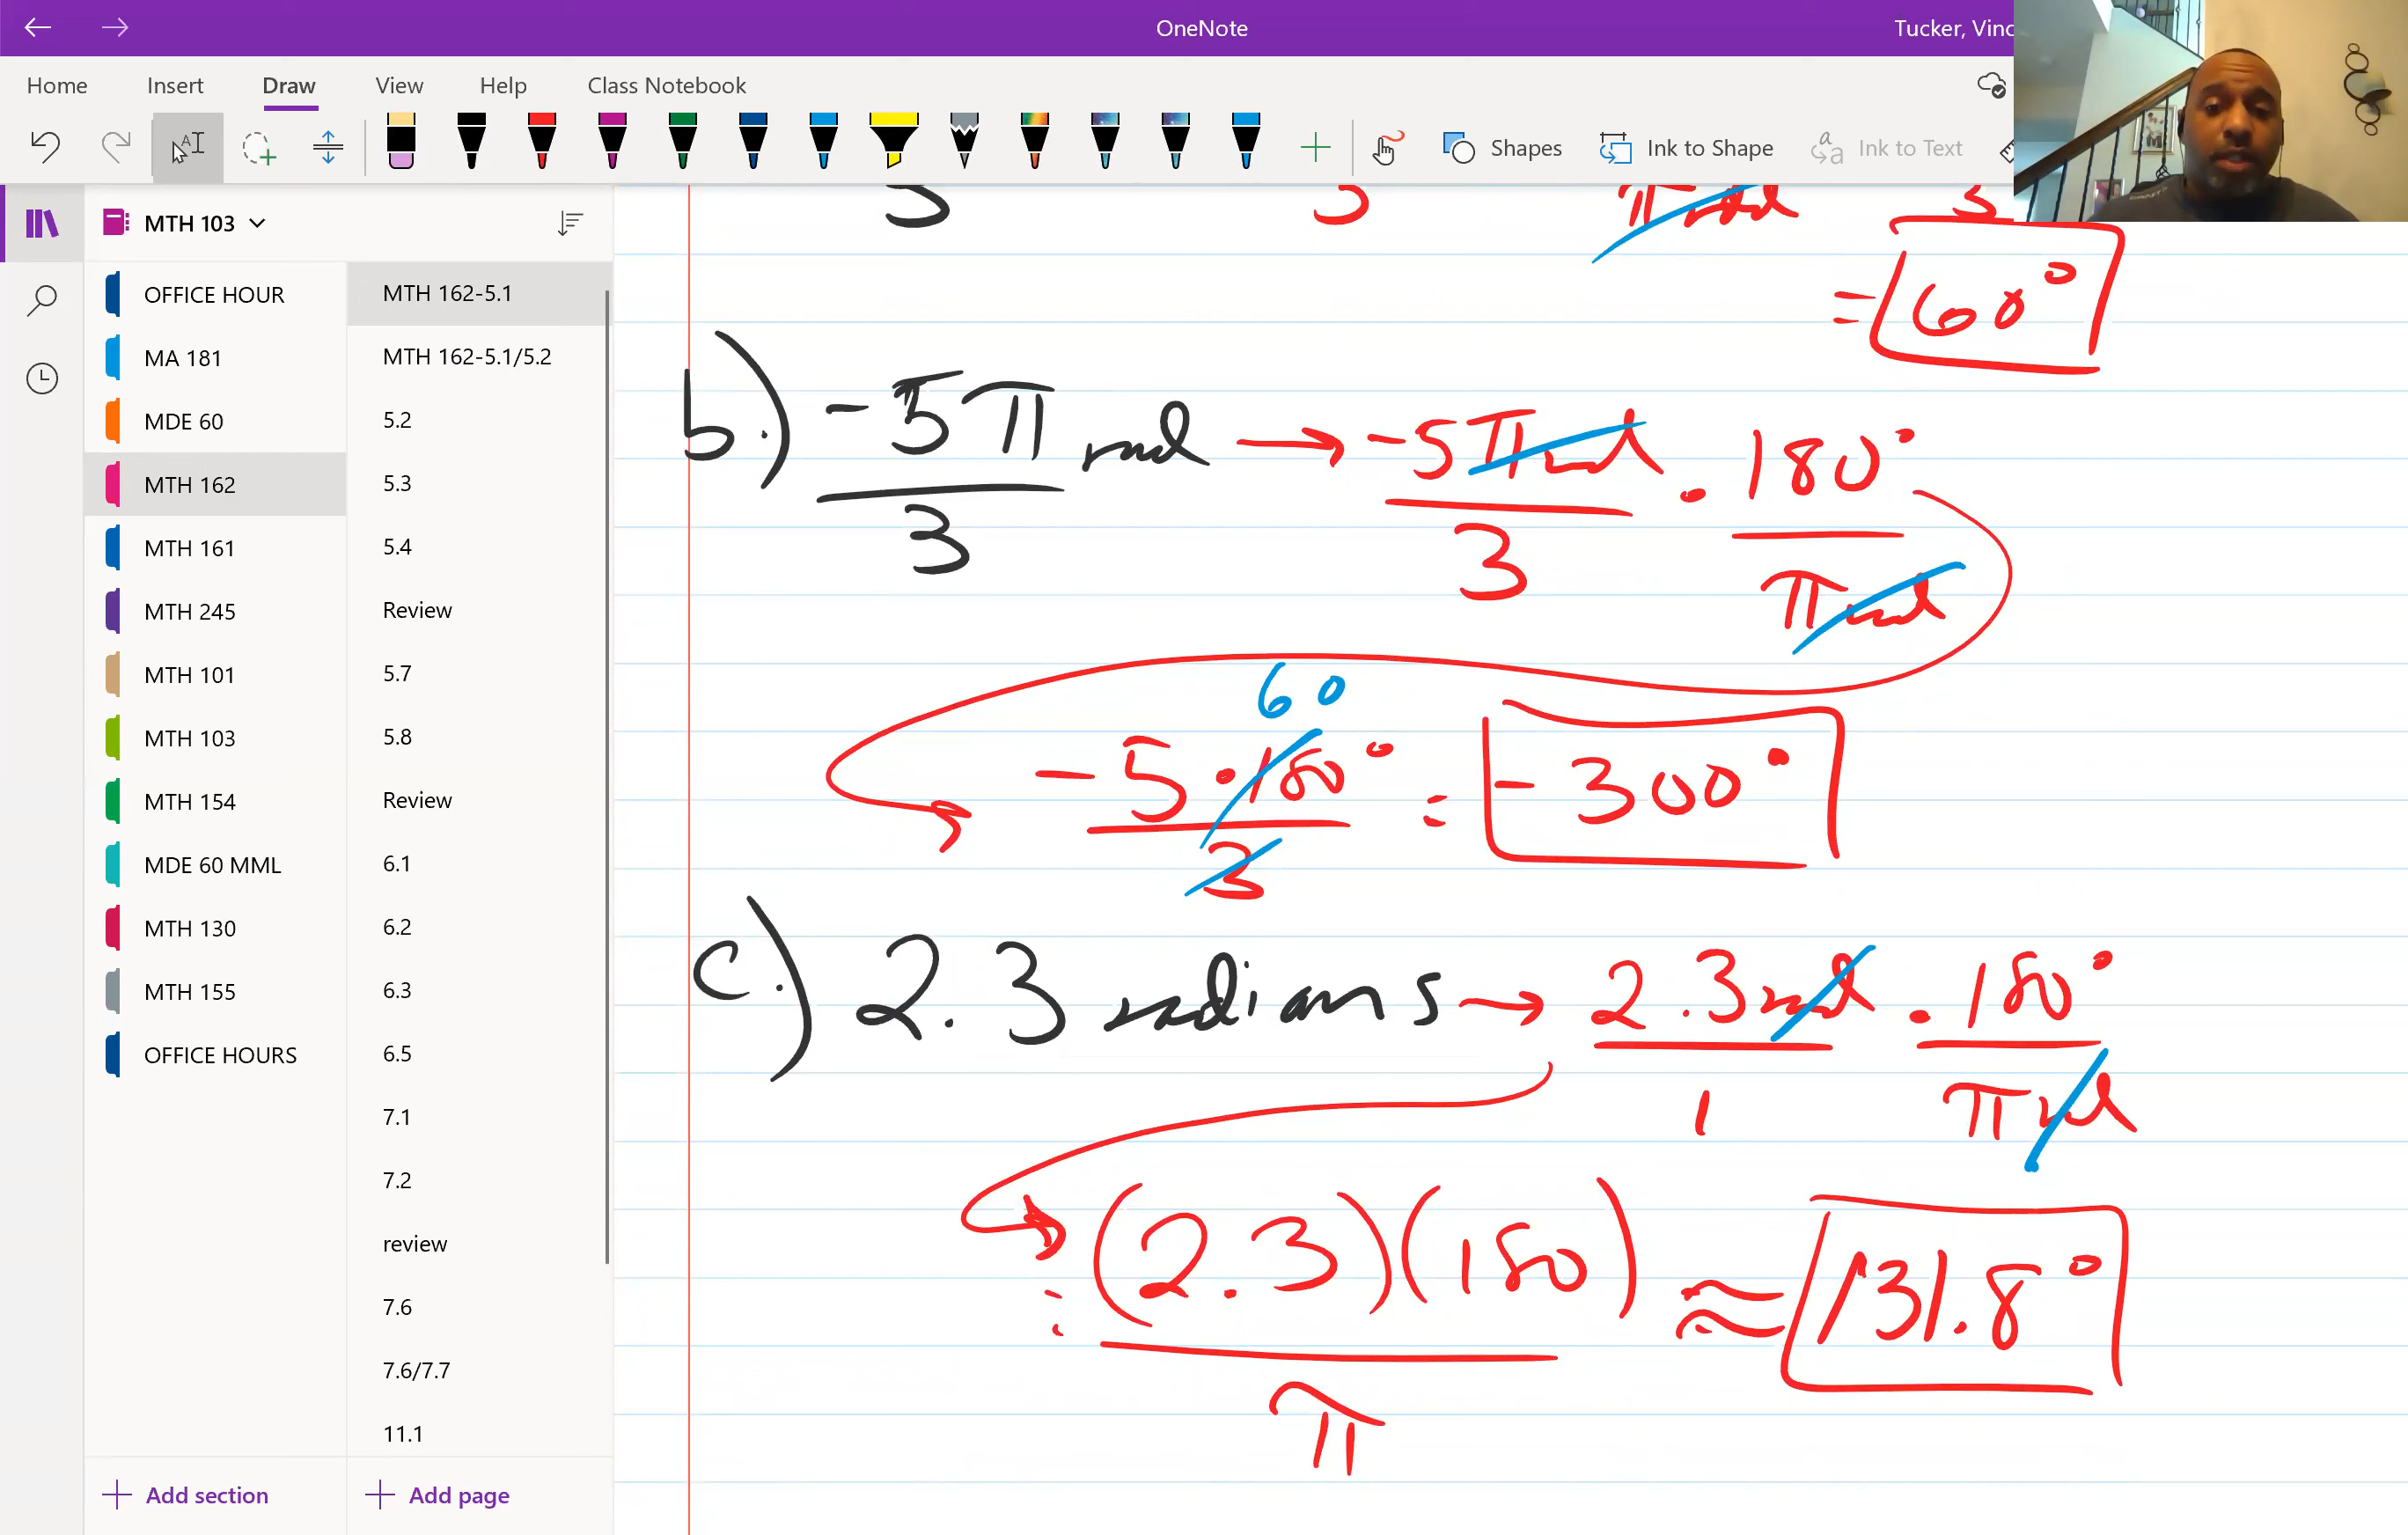 OneNote
Tucker, Vinc
Home Insert Draw View Help Class Notebook
Shapes Ink to Shape Ink to Text
MTH 103
OFFICE HOUR
MA 181
MDE 60
MTH 162
MTH 161
MTH 245
MTH 101
MTH 103
MTH 154
MDE 60 MML
MTH 130
MTH 155
OFFICE HOURS
Add section
MTH 162-5.1
MTH 162-5.1/5.2
5.2
5.3
5.4
Review
5.7
5.8
Review
6.1
6.2
6.3
6.5
7.1
7.2
review
7.6
7.6/7.7
11.1
Add page
3 3 π rad 3
= 60°
b.) -5π/3 rad → -5π rad/3 · 180°/π rad
60
-5·180°/3 = -300°
c.) 2.3 radians → 2.3 rad/1 · 180°/π rad
= (2.3)(180)/π ≈ 131.8°